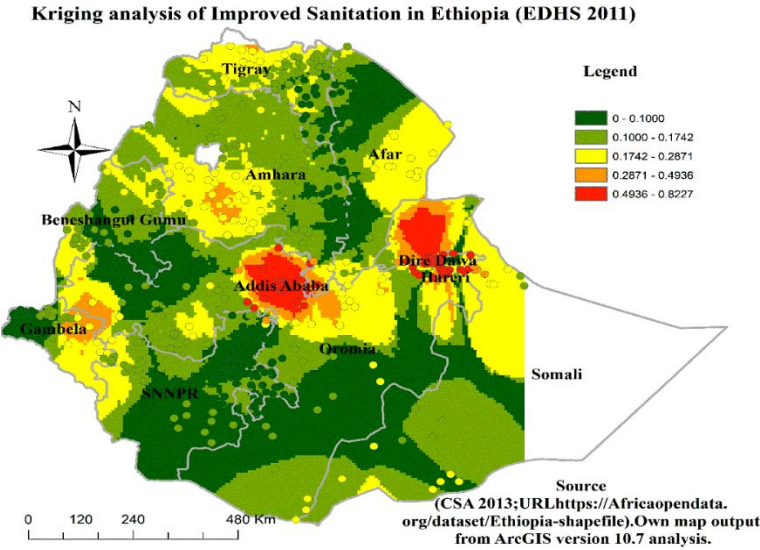 Kriging analysis of Improved Sanitation in Ethiopia (EDHS 2011)
Legend
0 - 0.1000
0.1000 - 0.1742
0.1742 - 0.2871
0.2871 - 0.4936
0.4936 - 0.8227
N
Tigray
Afar
Amhara
Beneshangul Gumu
Dire Dawa
Hareri
Addis Ababa
Gambela
Oromia
Somali
SNNPR
Source
(CSA 2013;URLhttps://Africaopendata.
org/dataset/Ethiopia-shapefile).Own map output
from ArcGIS version 10.7 analysis.
0 120 240 480 Km